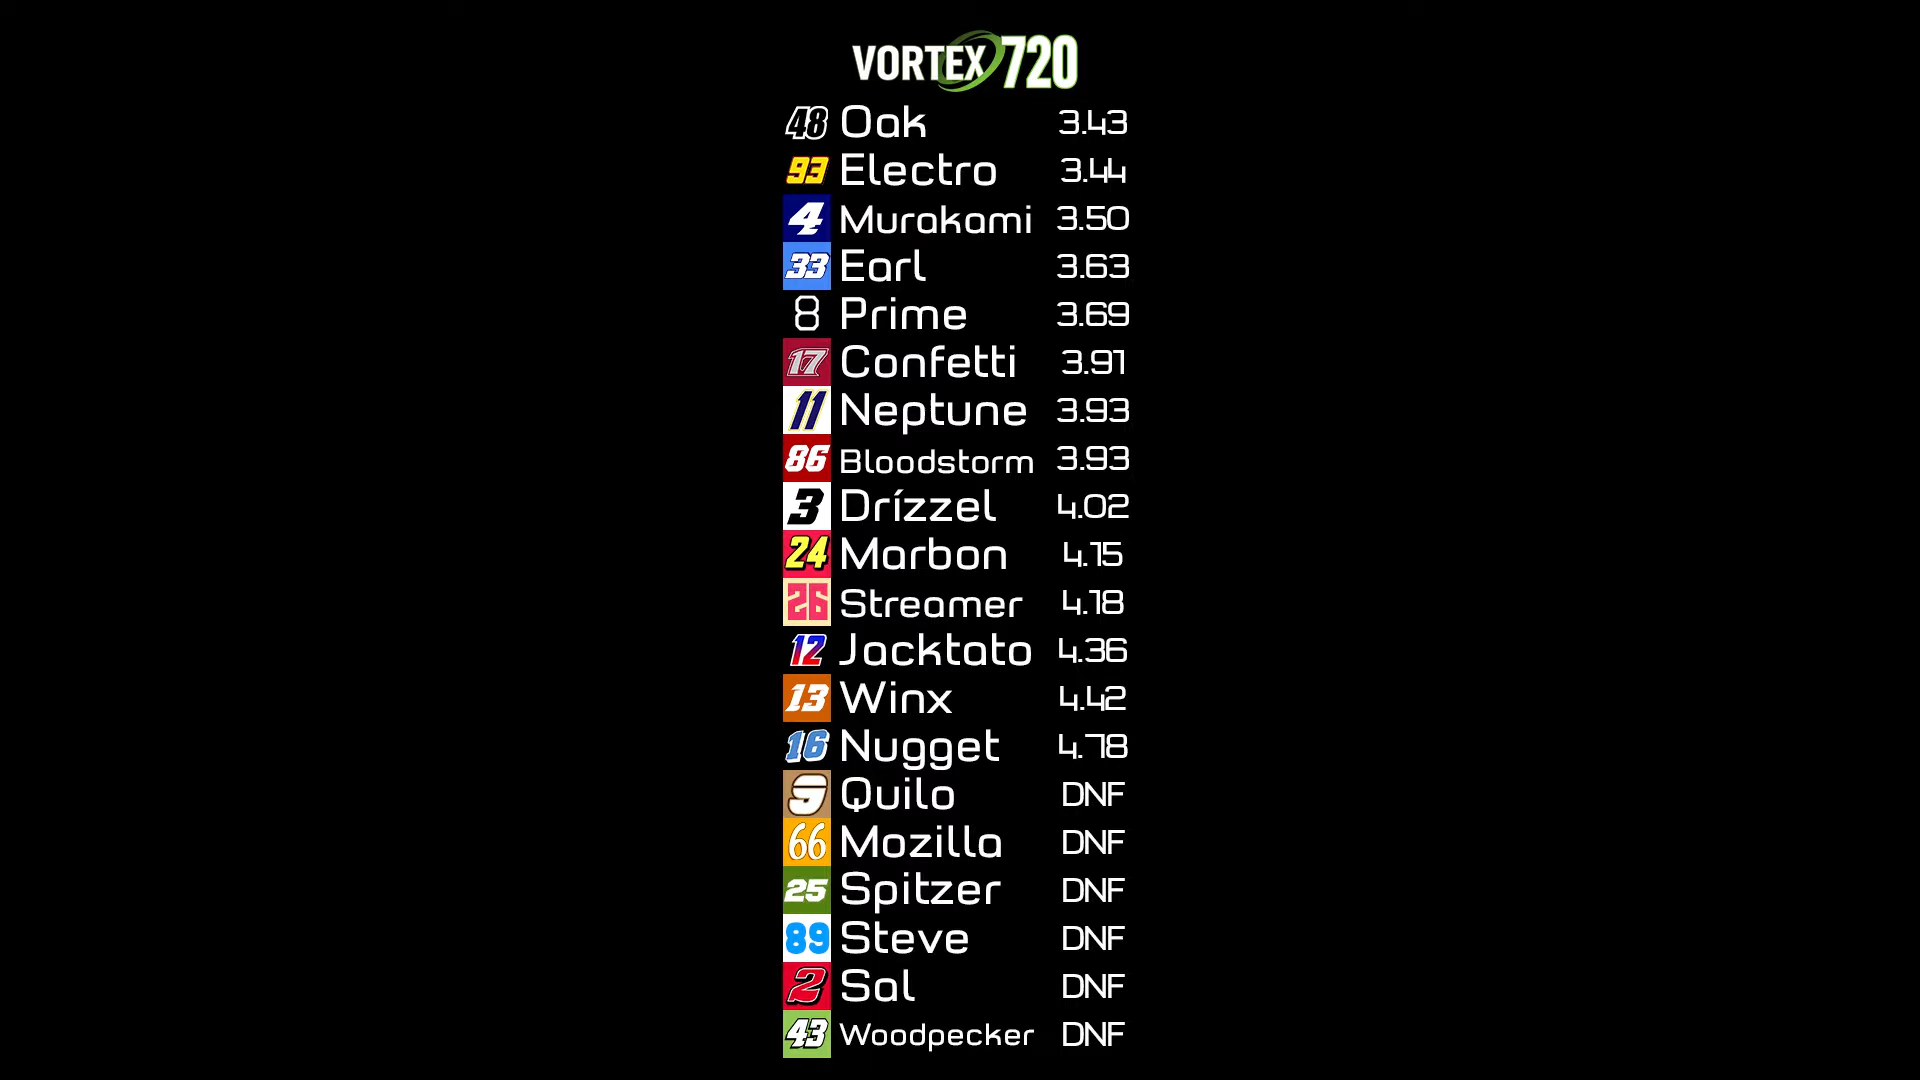 VORTEX 720
48 Oak 3.43
93 Electro 3.44
4 Murakami 3.50
33 Earl 3.63
8 Prime 3.69
17 Confetti 3.91
11 Neptune 3.93
86 Bloodstorm 3.93
3 Drízzel 4.02
24 Marbon 4.15
26 Streamer 4.18
12 Jacktato 4.36
13 Winx 4.42
16 Nugget 4.78
9 Quilo DNF
66 Mozilla DNF
25 Spitzer DNF
89 Steve DNF
2 Sal DNF
43 Woodpecker DNF